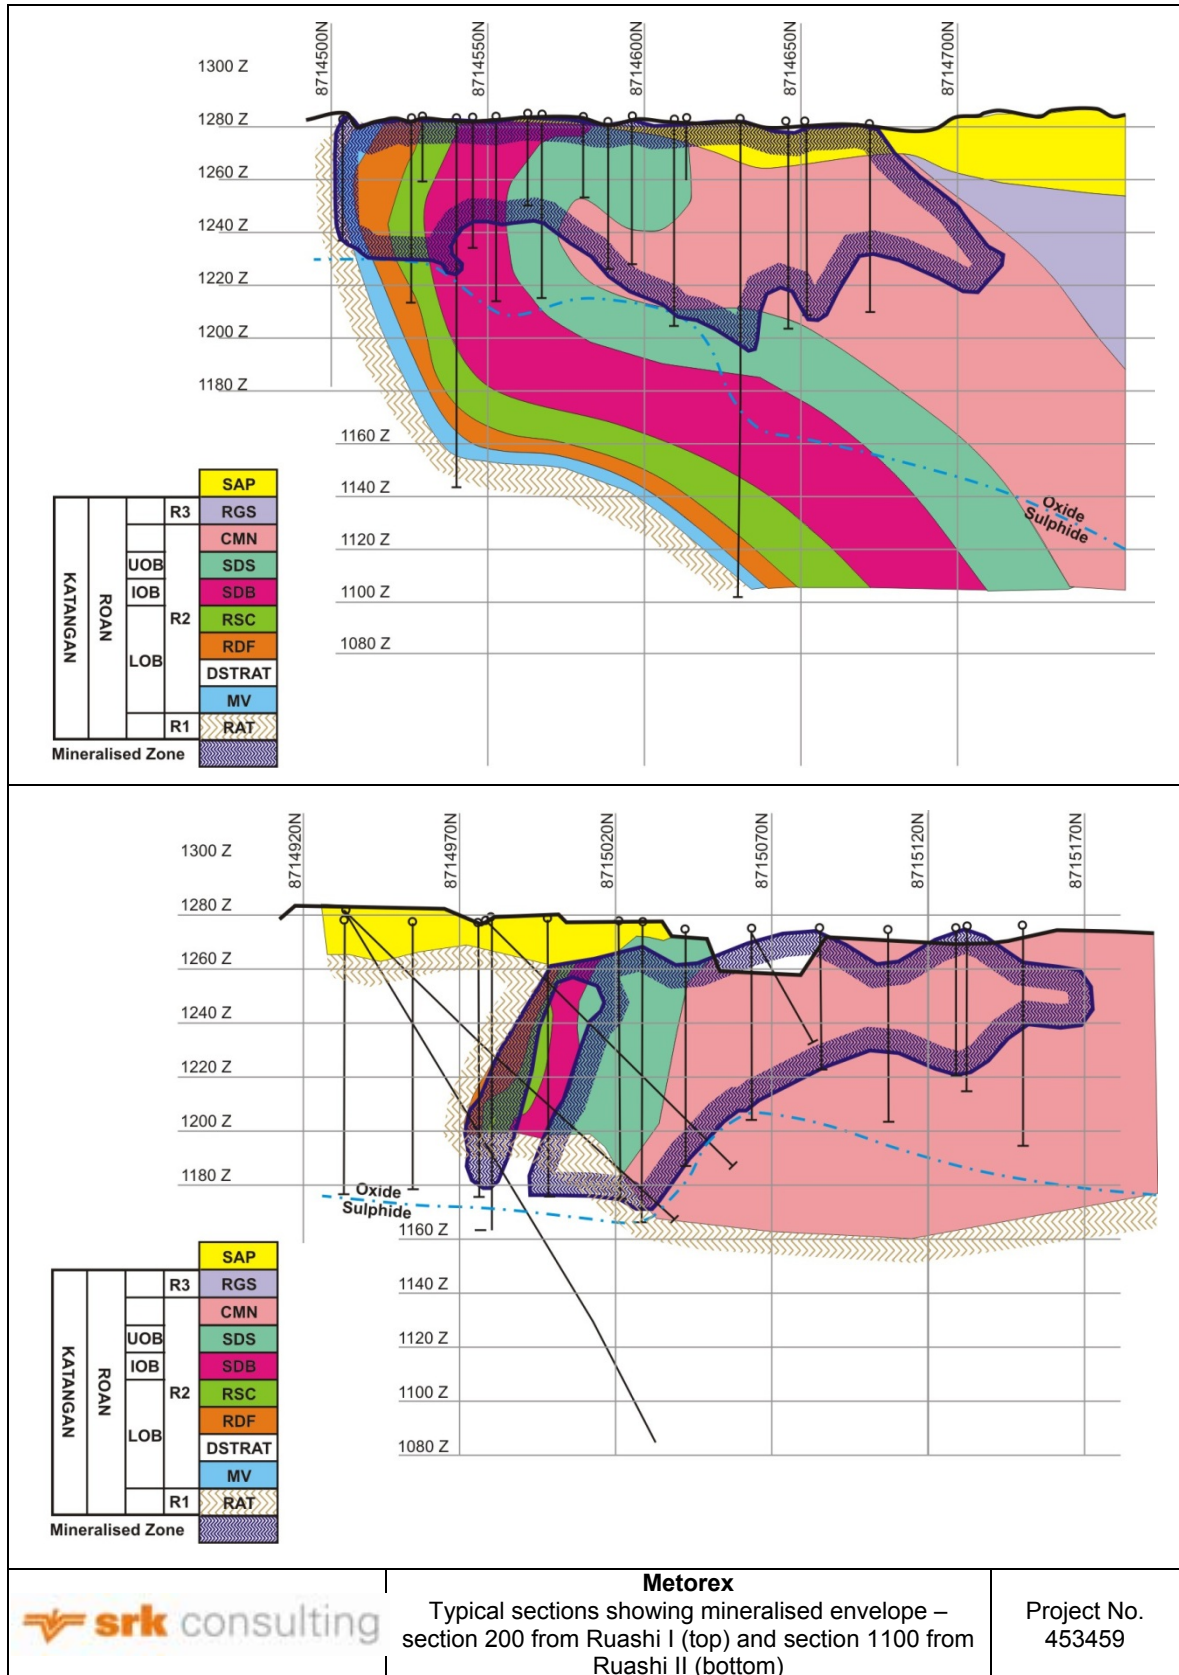 8714500N
8714550N
8714600N
8714650N
8714700N
1300 Z
1280 Z
1260 Z
1240 Z
1220 Z
1200 Z
1180 Z
1160 Z
1140 Z
1120 Z
1100 Z
1080 Z
Oxide
Sulphide
SAP
R3 RGS
CMN
UOB SDS
IOB SDB
R2 RSC
RDF
LOB
DSTRAT
MV
R1 RAT
KATANGAN
ROAN
Mineralised Zone
8714920N
8714970N
8715020N
8715070N
8715120N
8715170N
1300 Z
1280 Z
1260 Z
1240 Z
1220 Z
1200 Z
1180 Z
Oxide
Sulphide
1160 Z
1140 Z
1120 Z
1100 Z
1080 Z
SAP
R3 RGS
CMN
UOB SDS
IOB SDB
R2 RSC
RDF
LOB
DSTRAT
MV
R1 RAT
KATANGAN
ROAN
Mineralised Zone
srk consulting
Metorex
Typical sections showing mineralised envelope –
section 200 from Ruashi I (top) and section 1100 from
Ruashi II (bottom)
Project No.
453459